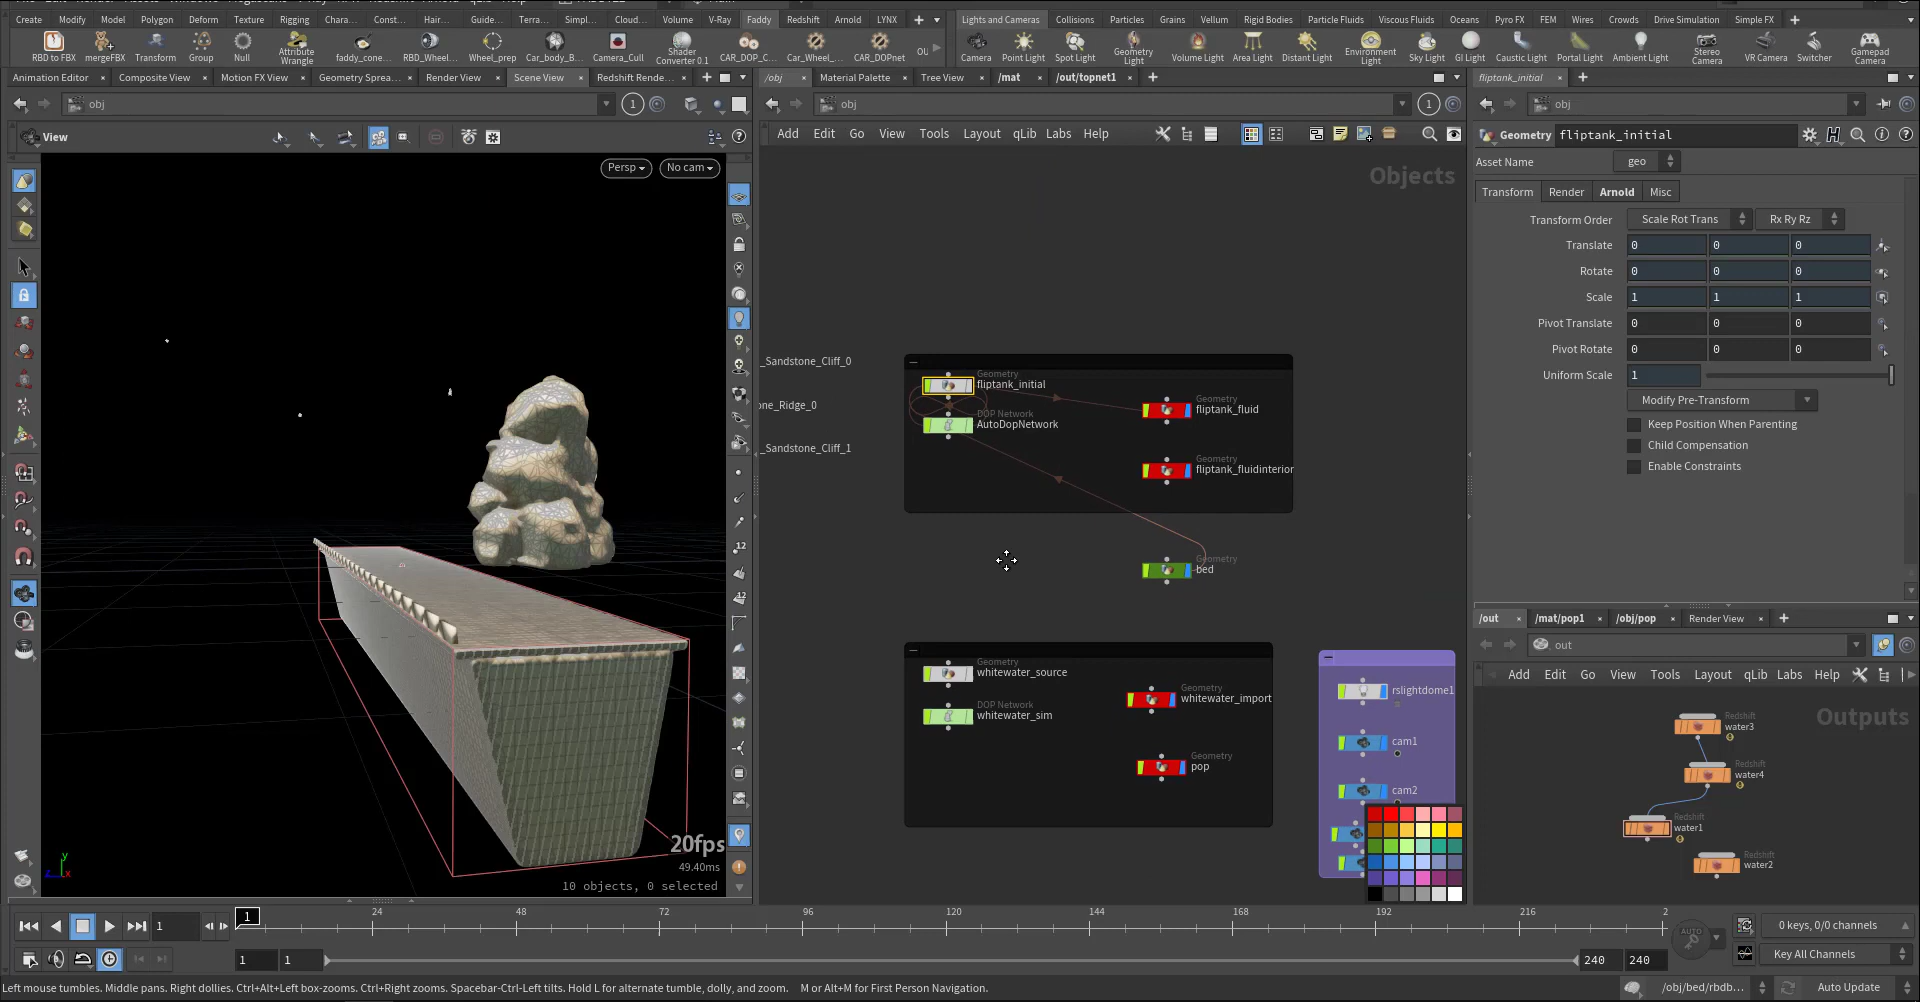 Create Modify Model Polygon Deform Texture Rigging Chara... Const... Hair... Guide... Terra... Simpl... Cloud... Volume V-Ray Faddy Redshift Arnold LYNX
Lights and Cameras Collisions Particles Grains Vellum Rigid Bodies Particle Fluids Viscous Fluids Oceans Pyro FX FEM Wires Crowds Drive Simulation Simple FX
RBD to FBX mergeFBX Transform Group Null Attribute Wrangle faddy_cone... RBD_Wheel... Wheel_prep Car_body_B... Camera_Cull Shader Converter 0.1 CAR_DOP_C... Car_Wheel_... CAR_DOPnet
Camera Point Light Spot Light Geometry Light Volume Light Area Light Distant Light Environment Light Sky Light GI Light Caustic Light Portal Light Ambient Light Stereo Camera VR Camera Switcher Gamepad Camera
Animation Editor Composite View Motion FX View Geometry Sprea... Render View Scene View Redshift Rende...
/obj Material Palette Tree View /mat /out/topnet1
fliptank_initial
obj 1
obj 1
obj
View
Add Edit Go View Tools Layout qLib Labs Help
Geometry fliptank_initial
Persp No cam
Objects
Asset Name geo
Transform Render Arnold Misc
Transform Order Scale Rot Trans Rx Ry Rz
Translate 0 0 0
Rotate 0 0 0
Scale 1 1 1
Pivot Translate 0 0 0
Pivot Rotate 0 0 0
Uniform Scale 1
Modify Pre-Transform
Keep Position When Parenting
Child Compensation
Enable Constraints
_Sandstone_Cliff_0
one_Ridge_0
_Sandstone_Cliff_1
Geometry
fliptank_initial
DOP Network
AutoDopNetwork
Geometry
fliptank_fluid
Geometry
fliptank_fluidinterior
Geometry
bed
Geometry
whitewater_source
DOP Network
whitewater_sim
Geometry
whitewater_import
Geometry
pop
rslightdome1
cam1
cam2
/out /mat/pop1 /obj/pop Render View
out
Add Edit Go View Tools Layout qLib Labs Help
Outputs
Redshift
water3
Redshift
water4
Redshift
water1
Redshift
water2
12
12
20fps
49.40ms
10 objects, 0 selected
y
z x
1 1 24 48 72 96 120 144 168 192 216 2
AUTO
0 keys, 0/0 channels
1 1 240 240
Key All Channels
Left mouse tumbles. Middle pans. Right dollies. Ctrl+Alt+Left box-zooms. Ctrl+Right zooms. Spacebar-Ctrl-Left tilts. Hold L for alternate tumble, dolly, and zoom. M or Alt+M for First Person Navigation.
/obj/bed/rbdb... Auto Update